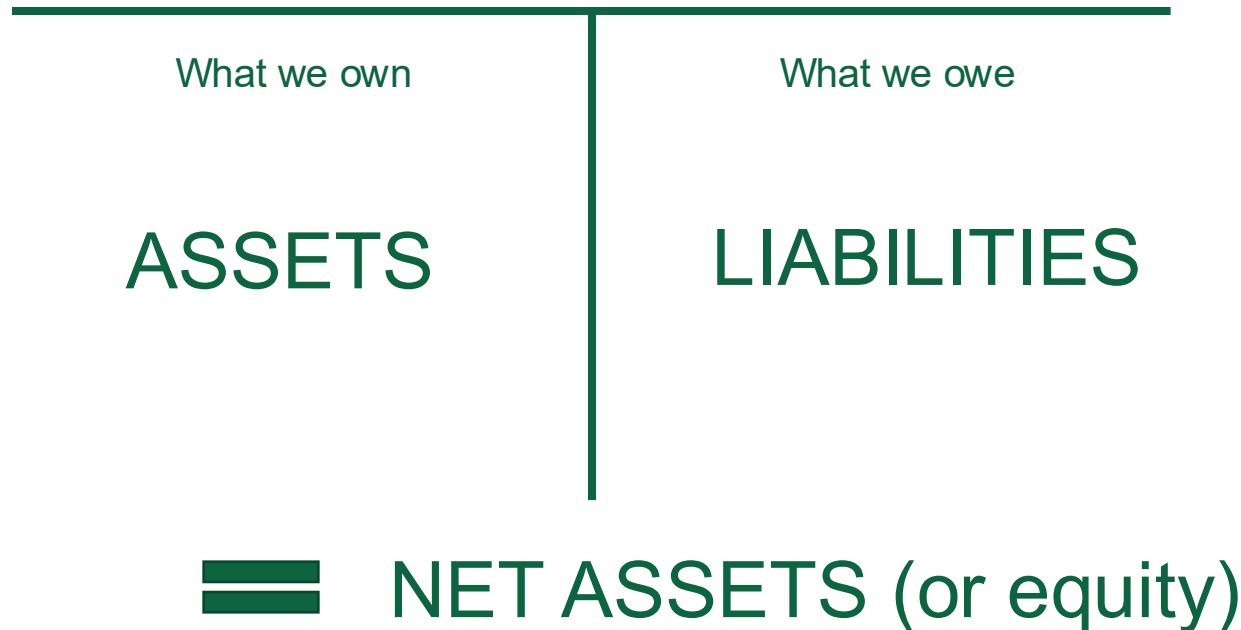 What we own
What we owe
ASSETS
LIABILITIES
= NET ASSETS (or equity)